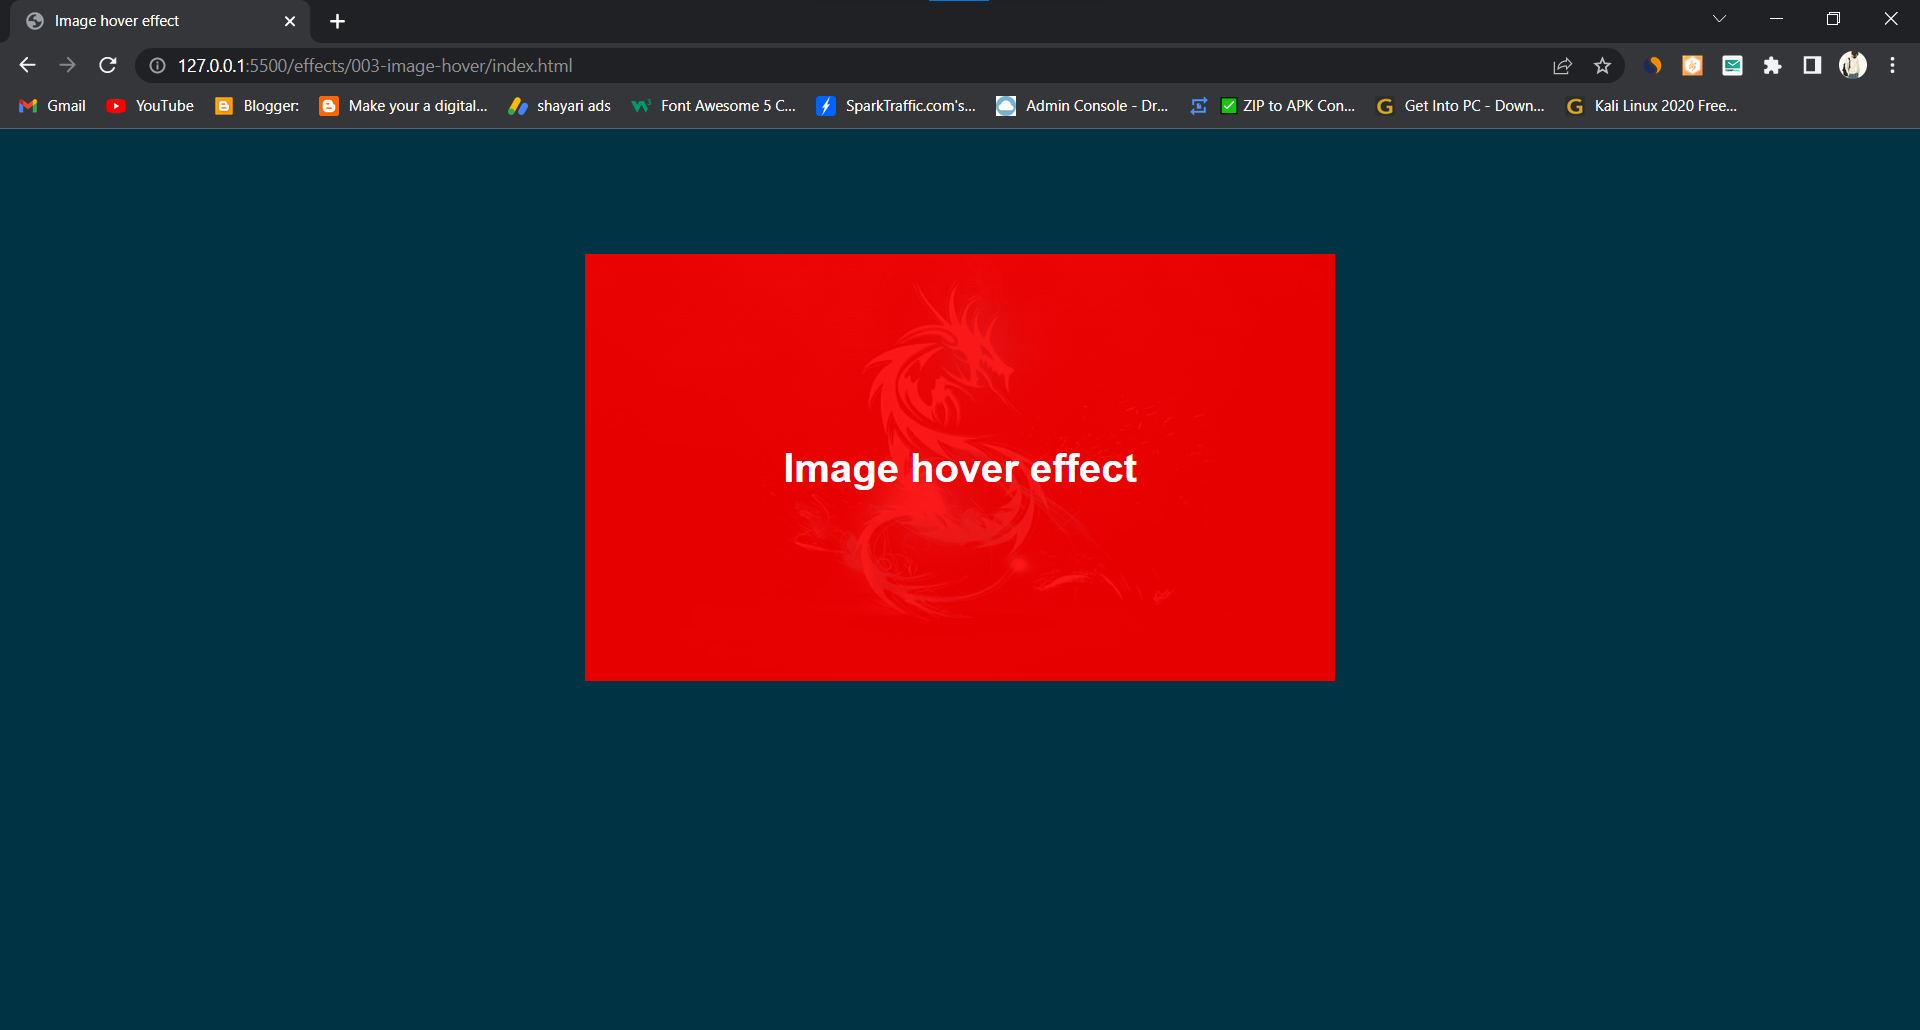 Image hover effect
127.0.0.1:5500/effects/003-image-hover/index.html
Gmail YouTube Blogger: Make your a digital... shayari ads Font Awesome 5 C... SparkTraffic.com's... Admin Console - Dr... ZIP to APK Con... Get Into PC - Down... Kali Linux 2020 Free...
Image hover effect